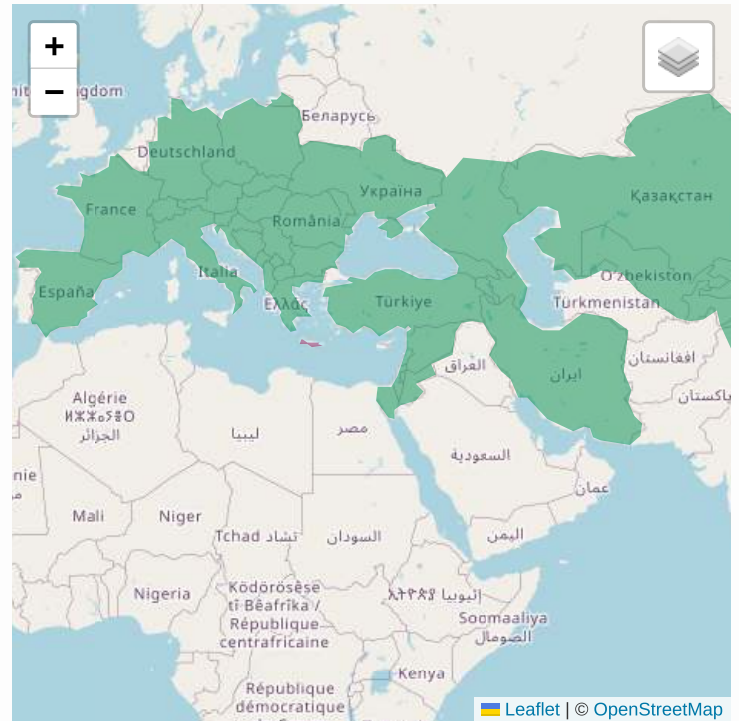 +
−
gdom
Беларусь
Deutschland
Україна
Қазақстан
France
România
Italia
O'zbekiston
España
Ελλάς
Türkiye
Türkmenistan
العراق
ایران
افغانستان
پاکستان
Algérie
ⵍⵣⵣⴰⵢⴻⵔ
الجزائر
ليبيا
مصر
السعودية
عمان
nie
Mali
Niger
Tchad تشاد
السودان
اليمن
Nigeria
Ködörösêse
tî Bêafrîka /
République
centrafricaine
ኢትዮጵያ إثيوبيا
Soomaaliya
الصومال
Kenya
République
démocratique
Leaflet | © OpenStreetMap